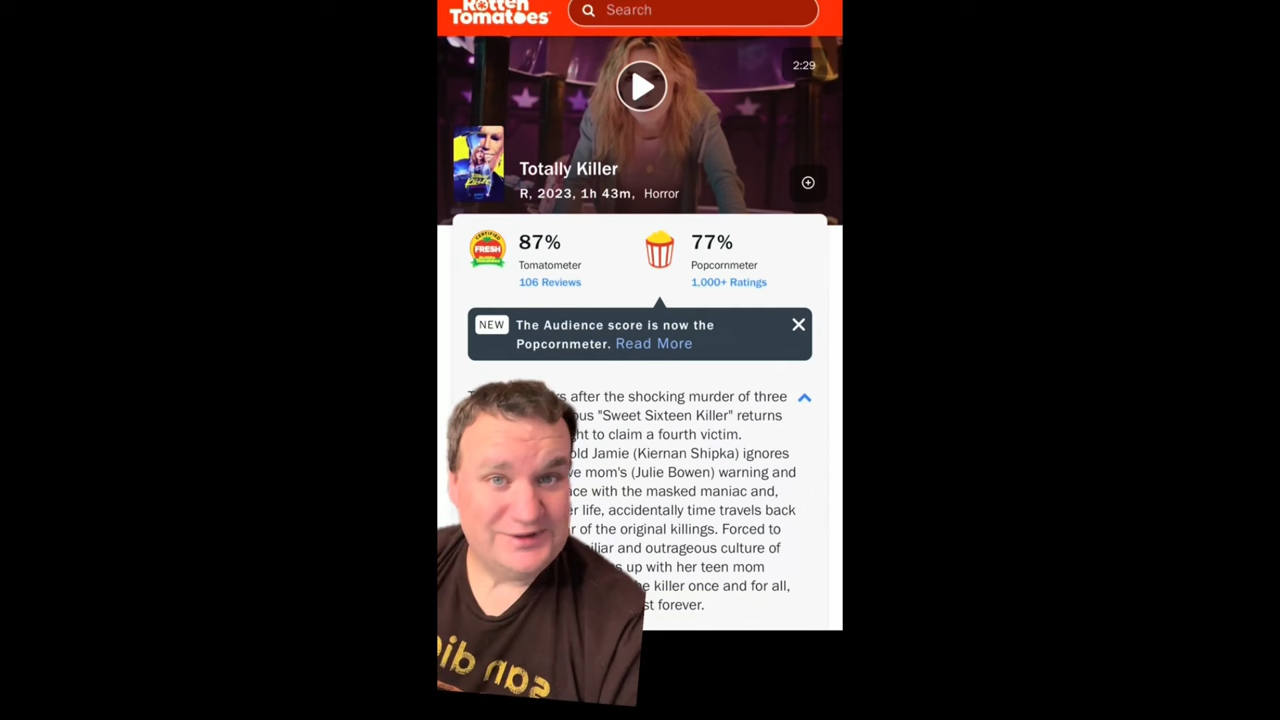 Rotten
Tomatoes
Search
2:29
Totally Killer
R, 2023, 1h 43m, Horror
CERTIFIED
FRESH
87%
77%
Tomatometer
Popcornmeter
106 Reviews
1,000+ Ratings
NEW
The Audience score is now the
Popcornmeter. Read More
after the shocking murder of three
"Sweet Sixteen Killer" returns
to claim a fourth victim.
Jamie (Kiernan Shipka) ignores
mom's (Julie Bowen) warning and
with the masked maniac and,
life, accidentally time travels back
of the original killings. Forced to
and outrageous culture of
up with her teen mom
killer once and for all,
forever.
san die